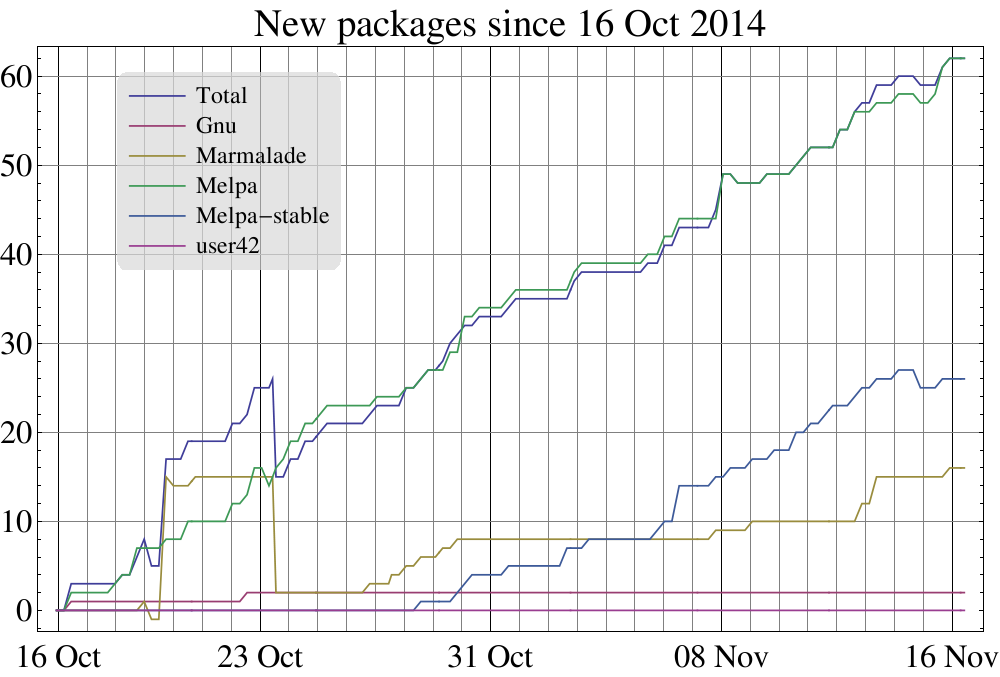 New packages since 16 Oct 2014
60
50
40
30
20
10
0
Total
Gnu
Marmalade
Melpa
Melpa−stable
user42
16 Oct 23 Oct 31 Oct 08 Nov 16 Nov